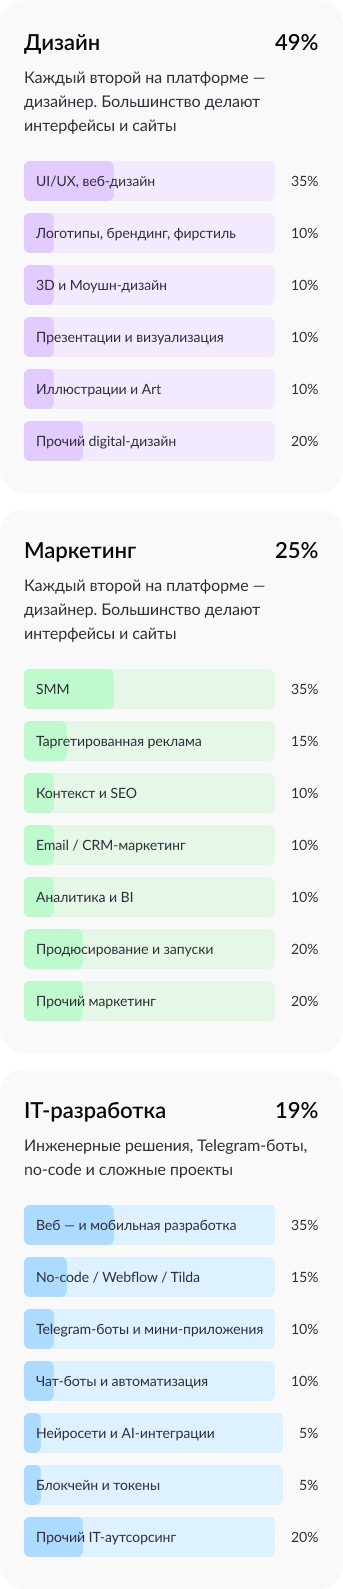 Дизайн 49%
Каждый второй на платформе —
дизайнер. Большинство делают
интерфейсы и сайты
UI/UX, веб-дизайн 35%
Логотипы, брендинг, фирстиль 10%
3D и Моушн-дизайн 10%
Презентации и визуализация 10%
Иллюстрации и Art 10%
Прочий digital-дизайн 20%
Маркетинг 25%
Каждый второй на платформе —
дизайнер. Большинство делают
интерфейсы и сайты
SMM 35%
Таргетированная реклама 15%
Контекст и SEO 10%
Email / CRM-маркетинг 10%
Аналитика и BI 10%
Продюсирование и запуски 20%
Прочий маркетинг 20%
IT-разработка 19%
Инженерные решения, Telegram-боты,
no-code и сложные проекты
Веб — и мобильная разработка 35%
No-code / Webflow / Tilda 15%
Telegram-боты и мини-приложения 10%
Чат-боты и автоматизация 10%
Нейросети и AI-интеграции 5%
Блокчейн и токены 5%
Прочий IT-аутсорсинг 20%